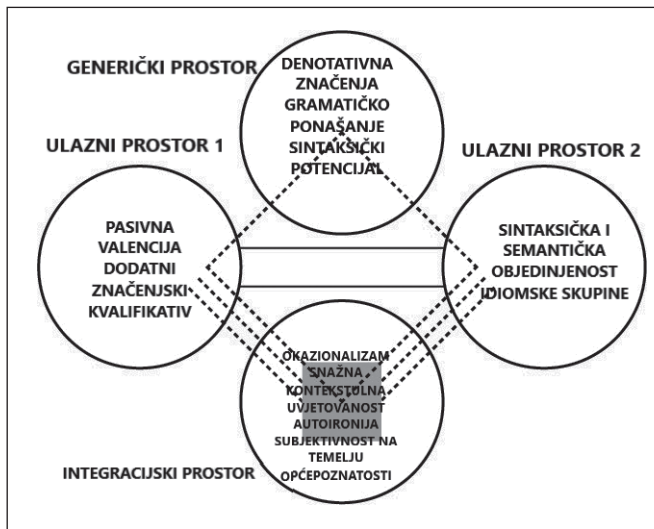 GENERIČKI PROSTOR
DENOTATIVNA
ZNAČENJA
GRAMATIČKO
PONAŠANJE
SINTAKSIČKI
POTENCIJAL
ULAZNI PROSTOR 1
PASIVNA
VALENCIJA
DODATNI
ZNAČENJSKI
KVALIFIKATIV
ULAZNI PROSTOR 2
SINTAKSIČKA I
SEMANTIČKA
OBJEDINJENOST
IDIOMSKE SKUPINE
OKAZIONALIZAM
SNAŽNA
KONTEKSTULNA
UVJETOVANOST
AUTOIRONIJA
SUBJEKTIVNOST NA
TEMELJU
OPĆEPOZNATOSTI
INTEGRACIJSKI PROSTOR